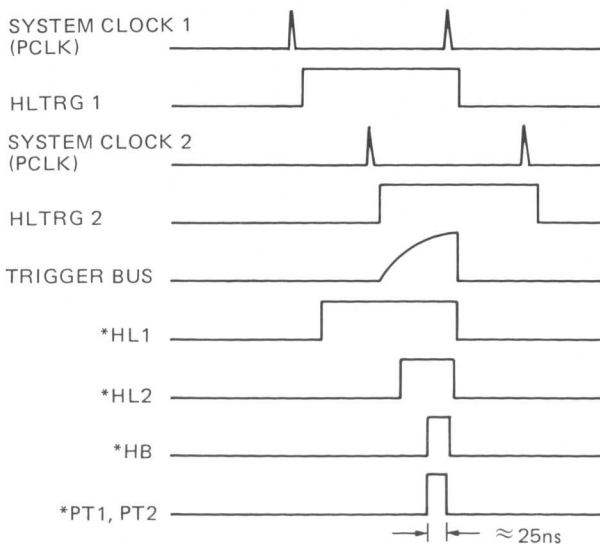 SYSTEM CLOCK 1
(PCLK)
HLTRG 1
SYSTEM CLOCK 2
(PCLK)
HLTRG 2
TRIGGER BUS
*HL1
*HL2
*HB
*PT1, PT2
≈25ns